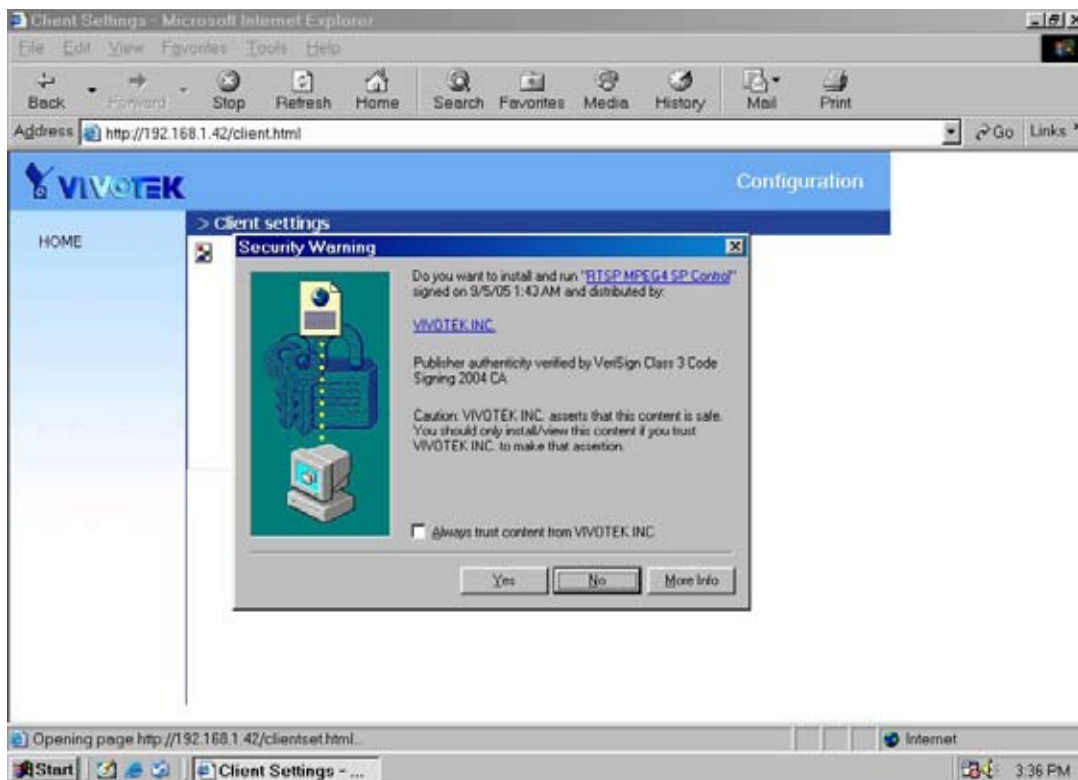 Client Settings - Microsoft Internet Explorer
File Edit View Favorites Tools Help
Back Forward Stop Refresh Home Search Favorites Media History Mail Print
Address http://192.168.1.42/client.html Go Links
VIVOTEK Configuration
> Client settings
HOME
Security Warning
Do you want to install and run "RTSP MPEG4 SP Control"
signed on 9/5/05 1:43 AM and distributed by:
VIVOTEK INC.
Publisher authenticity verified by VeriSign Class 3 Code
Signing 2004 CA
Caution: VIVOTEK INC. asserts that this content is safe.
You should only install/view this content if you trust
VIVOTEK INC. to make that assertion.
Always trust content from VIVOTEK INC.
Yes No More Info
Opening page http://192.168.1.42/clientset.html... Internet
Start Client Settings - ... 3:36 PM